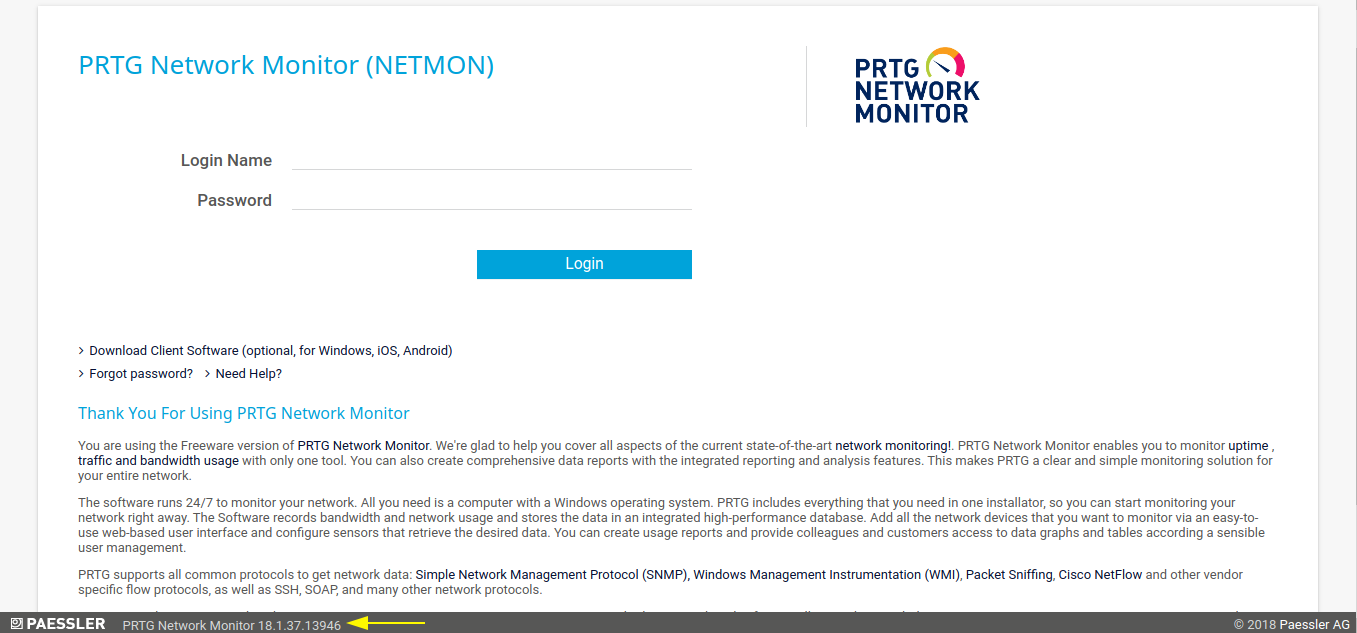 PRTG Network Monitor (NETMON)
PRTG
NETWORK
MONITOR
Login Name
Password
Login
Download Client Software (optional, for Windows, iOS, Android)
Forgot password? Need Help?
Thank You For Using PRTG Network Monitor
You are using the Freeware version of PRTG Network Monitor. We're glad to help you cover all aspects of the current state-of-the-art network monitoring!. PRTG Network Monitor enables you to monitor uptime ,
traffic and bandwidth usage with only one tool. You can also create comprehensive data reports with the integrated reporting and analysis features. This makes PRTG a clear and simple monitoring solution for
your entire network.
The software runs 24/7 to monitor your network. All you need is a computer with a Windows operating system. PRTG includes everything that you need in one installator, so you can start monitoring your
network right away. The Software records bandwidth and network usage and stores the data in an integrated high-performance database. Add all the network devices that you want to monitor via an easy-to-
use web-based user interface and configure sensors that retrieve the desired data. You can create usage reports and provide colleagues and customers access to data graphs and tables according a sensible
user management.
PRTG supports all common protocols to get network data: Simple Network Management Protocol (SNMP), Windows Management Instrumentation (WMI), Packet Sniffing, Cisco NetFlow and other vendor
specific flow protocols, as well as SSH, SOAP, and many other network protocols.
PAESSLER PRTG Network Monitor 18.1.37.13946 © 2018 Paessler AG